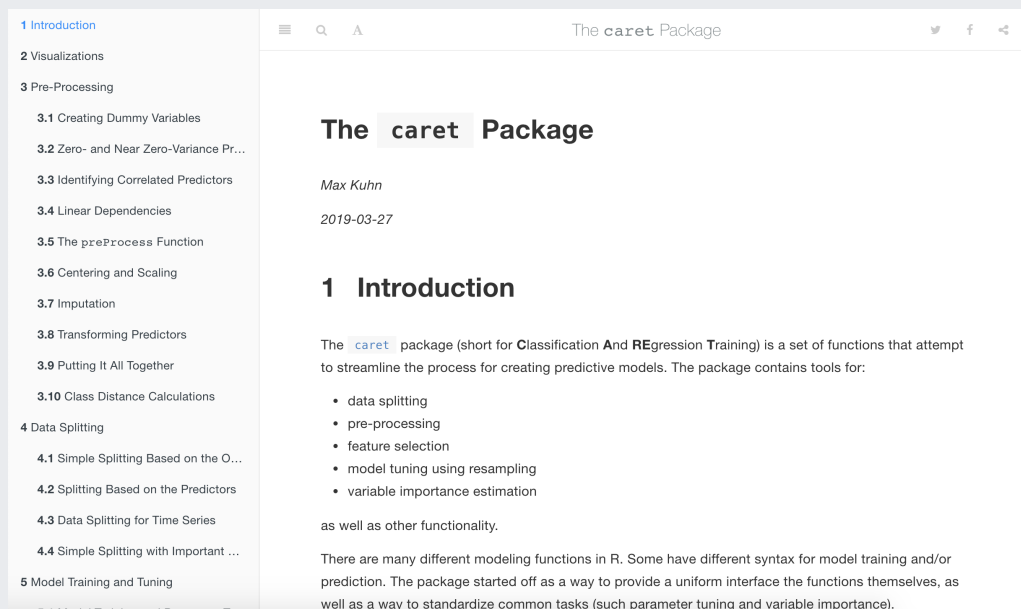 1 Introduction
2 Visualizations
3 Pre-Processing
3.1 Creating Dummy Variables
3.2 Zero- and Near Zero-Variance Pr…
3.3 Identifying Correlated Predictors
3.4 Linear Dependencies
3.5 The preProcess Function
3.6 Centering and Scaling
3.7 Imputation
3.8 Transforming Predictors
3.9 Putting It All Together
3.10 Class Distance Calculations
4 Data Splitting
4.1 Simple Splitting Based on the O…
4.2 Splitting Based on the Predictors
4.3 Data Splitting for Time Series
4.4 Simple Splitting with Important …
5 Model Training and Tuning
A
The caret Package
The caret Package
Max Kuhn
2019-03-27
1 Introduction
The caret package (short for Classification And REgression Training) is a set of functions that attempt
to streamline the process for creating predictive models. The package contains tools for:
• data splitting
• pre-processing
• feature selection
• model tuning using resampling
• variable importance estimation
as well as other functionality.
There are many different modeling functions in R. Some have different syntax for model training and/or
prediction. The package started off as a way to provide a uniform interface the functions themselves, as
well as a way to standardize common tasks (such parameter tuning and variable importance).